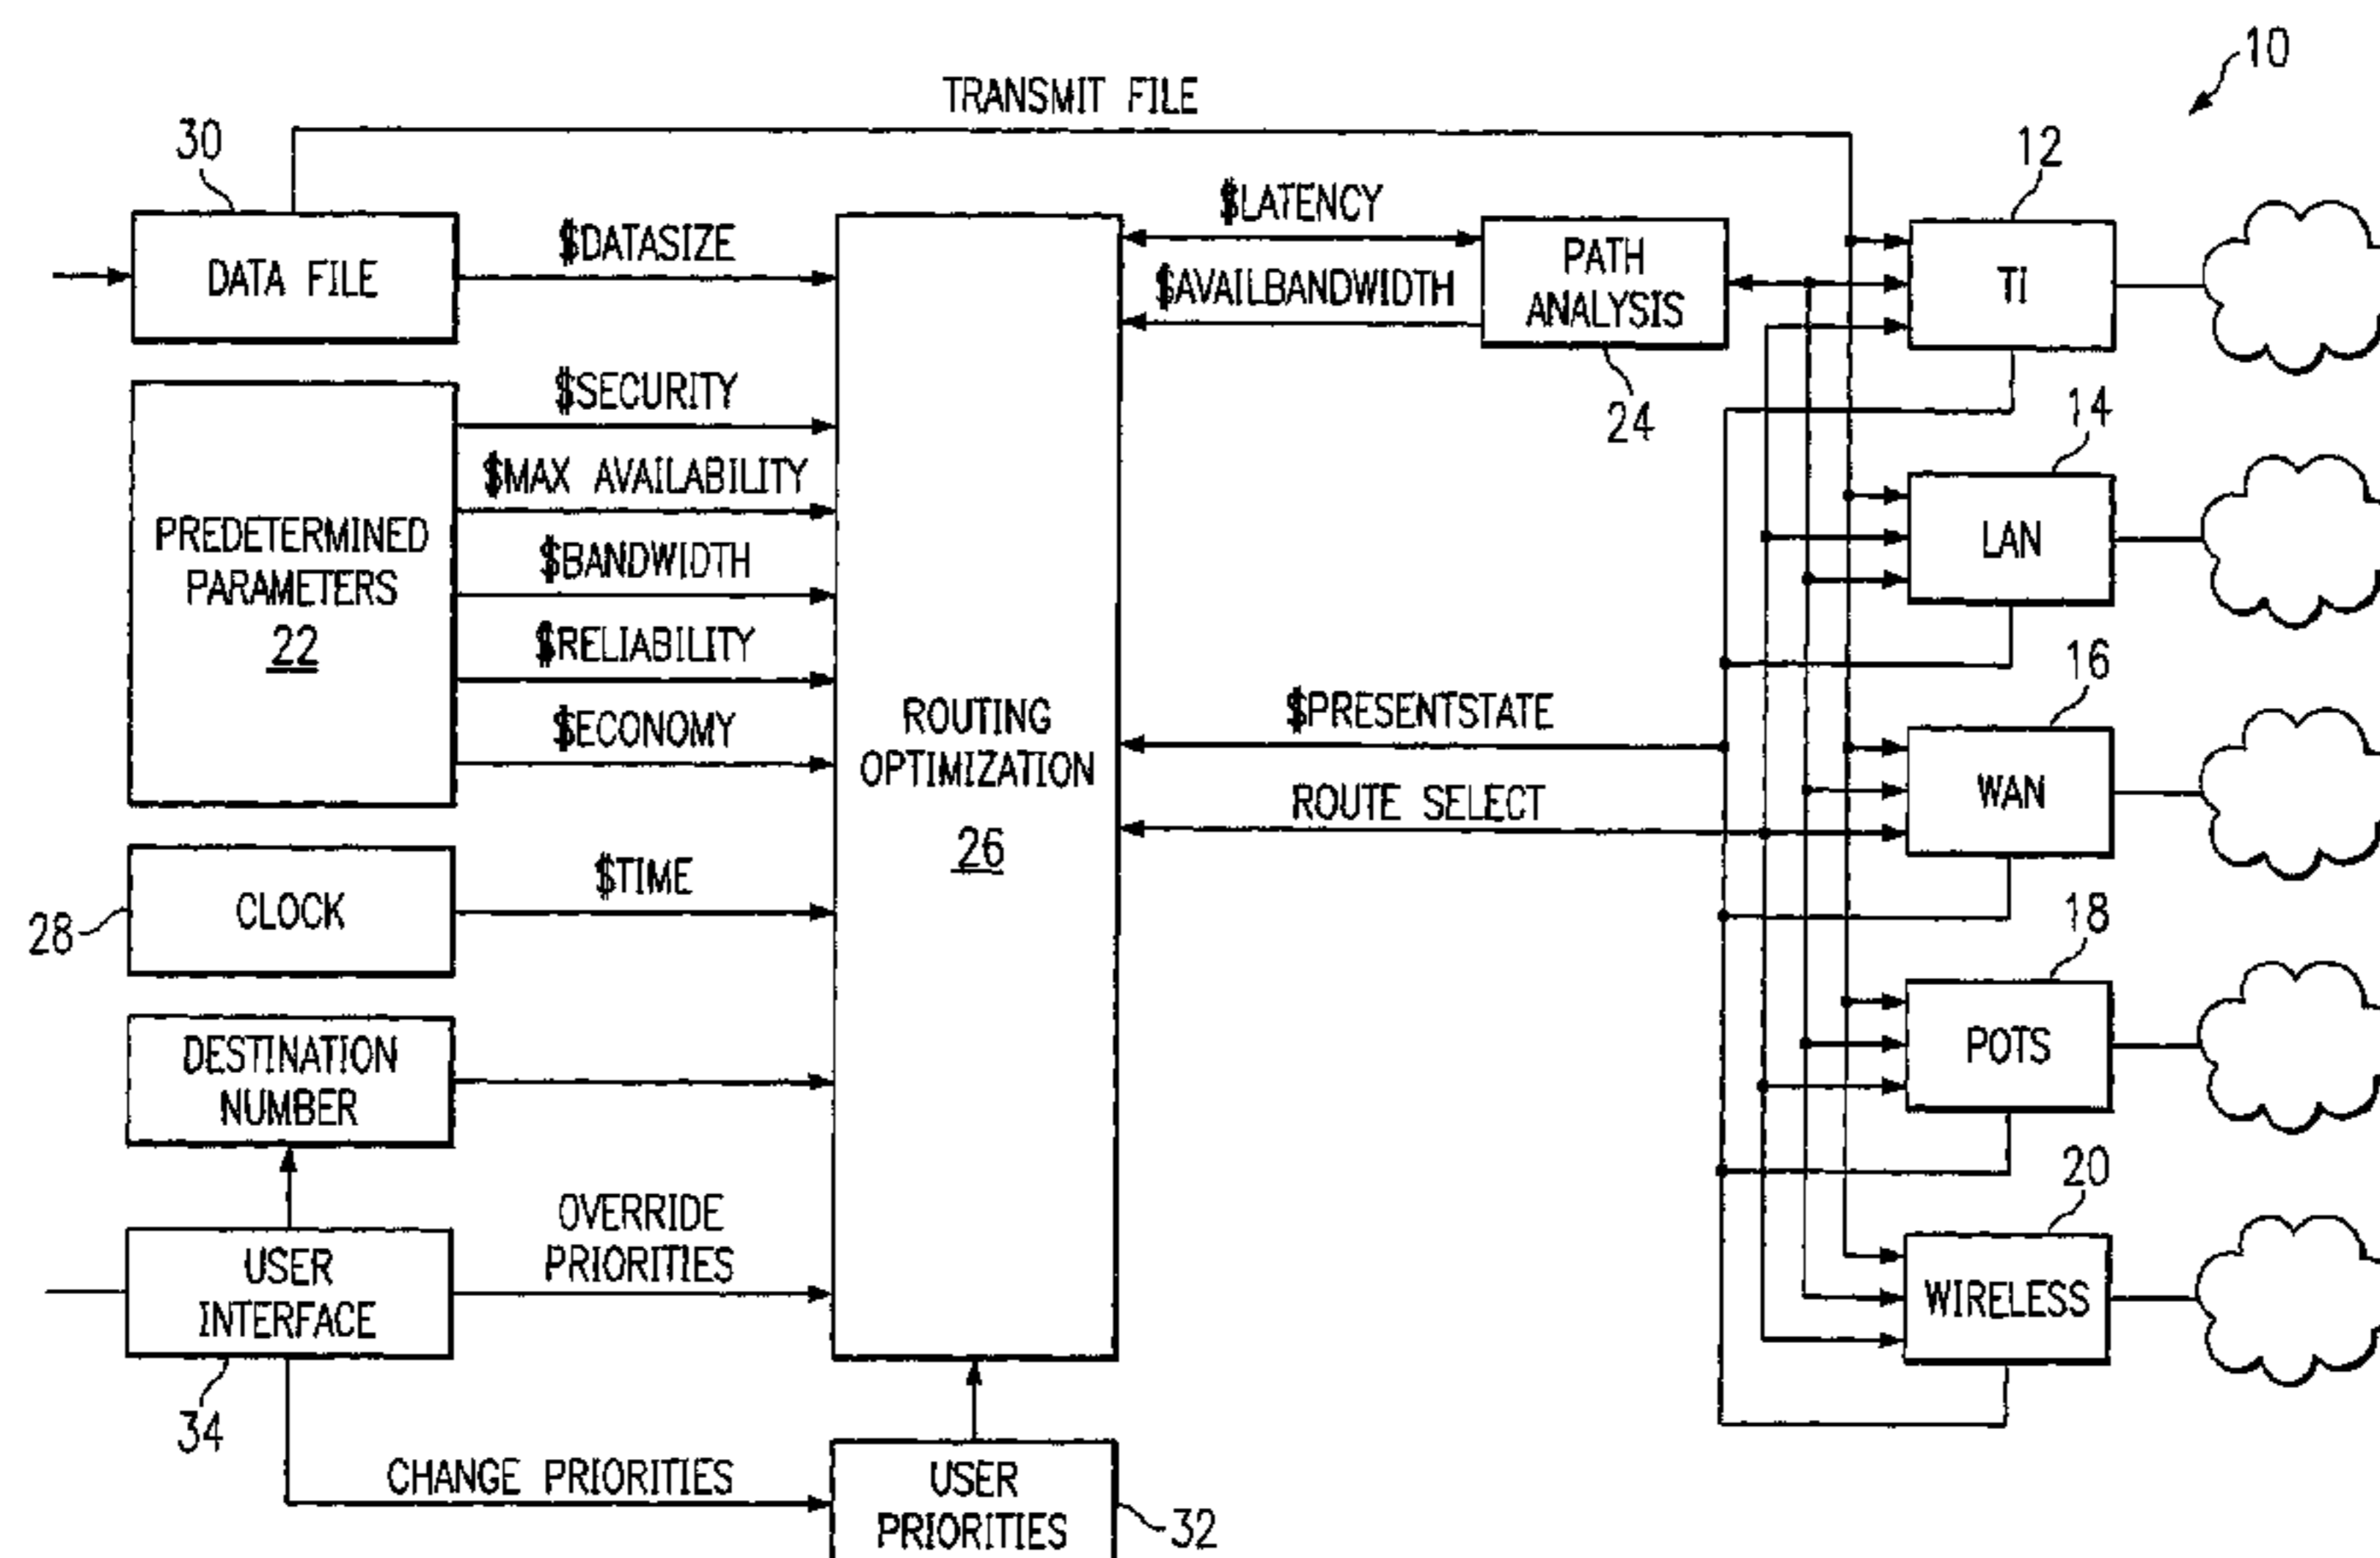 10
TRANSMIT FILE
30
12
DATA FILE
$DATASIZE
$LATENCY
$AVAILBANDWIDTH
PATH
ANALYSIS
24
TI
PREDETERMINED
PARAMETERS
22
$SECURITY
$MAX AVAILABILITY
$BANDWIDTH
$RELIABILITY
$ECONOMY
14
LAN
ROUTING
OPTIMIZATION
26
$PRESENTSTATE
ROUTE SELECT
16
WAN
28
CLOCK
$TIME
18
POTS
DESTINATION
NUMBER
20
WIRELESS
USER
INTERFACE
34
OVERRIDE
PRIORITIES
CHANGE PRIORITIES
USER
PRIORITIES
32